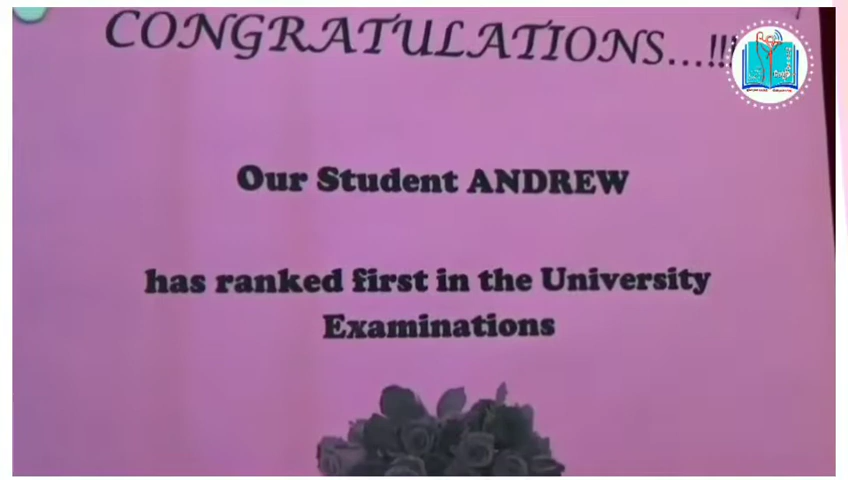 CONGRATULATIONS...!!!
Our Student ANDREW
has ranked first in the University
Examinations